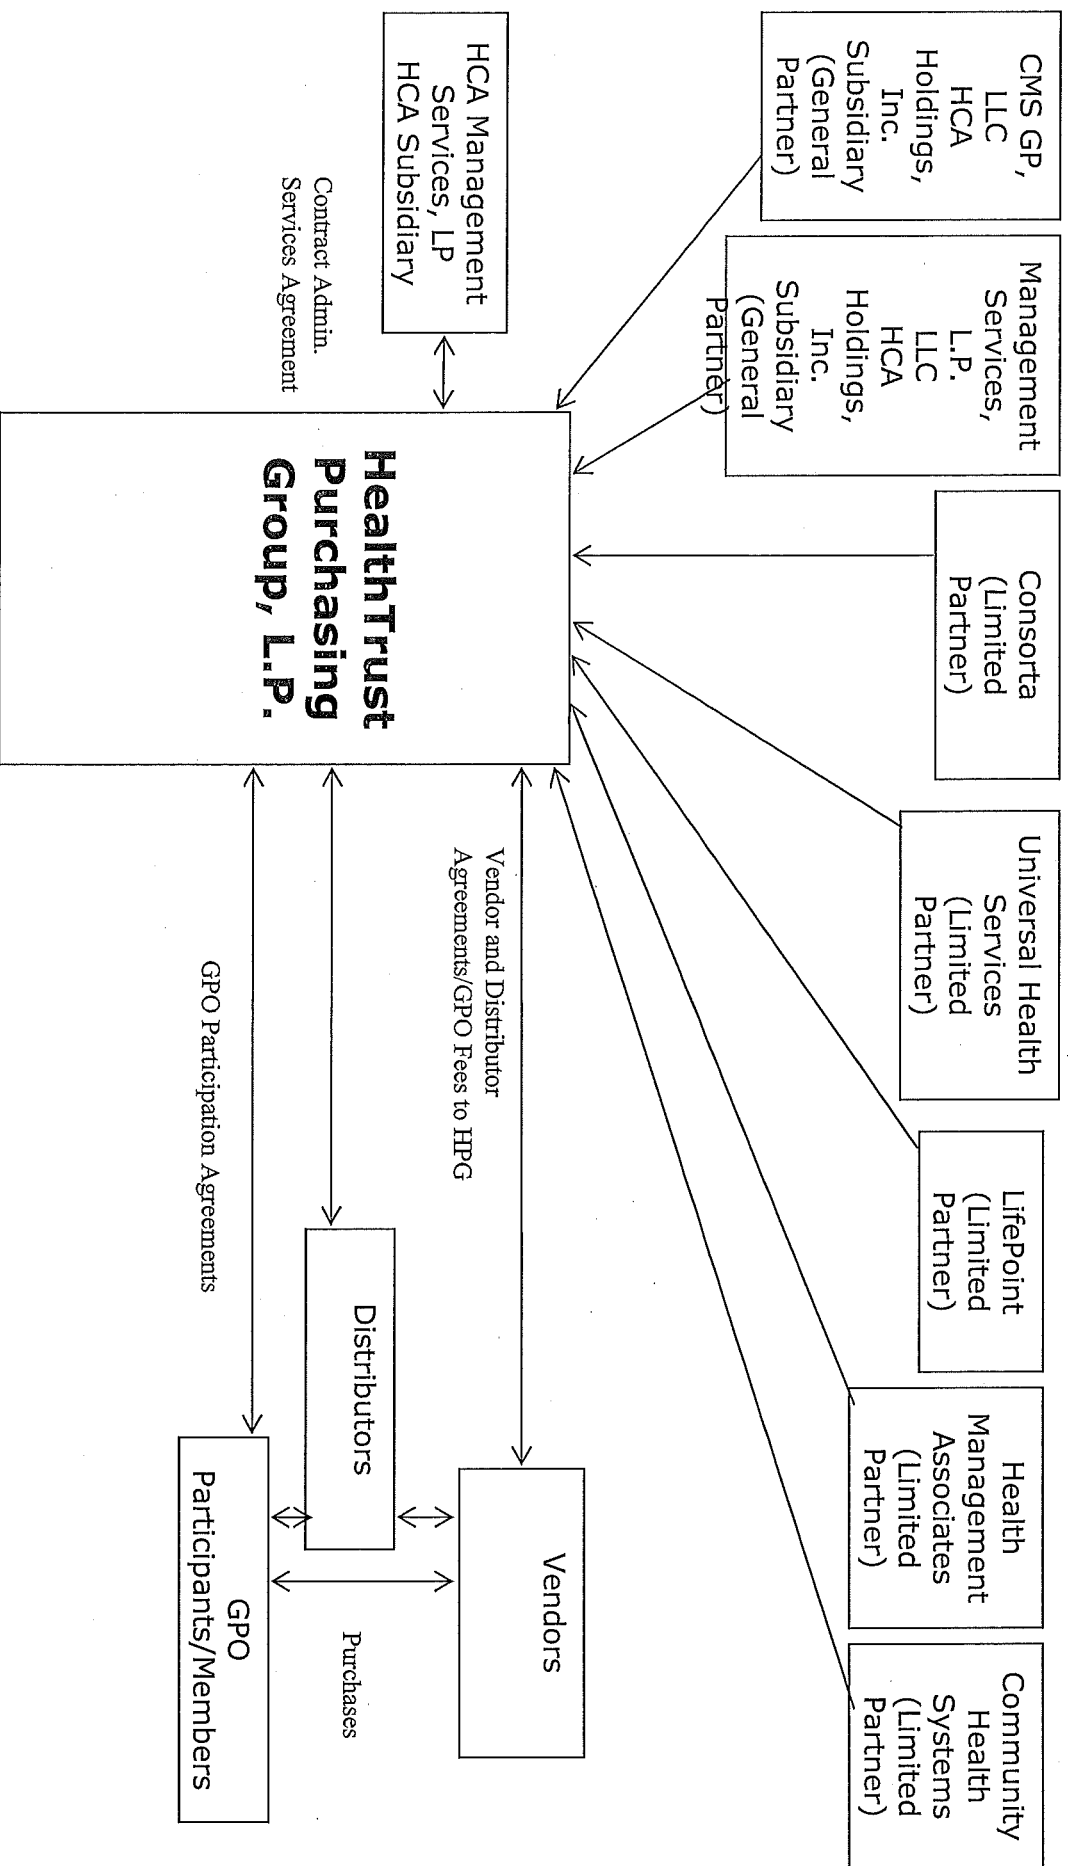 CMS GP,
LLC
HCA
Holdings,
Inc.
Subsidiary
(General
Partner)
Management
Services,
L.P.
LLC
HCA
Holdings,
Inc.
Subsidiary
(General
Partner)
Consorta
(Limited
Partner)
Universal Health
Services
(Limited
Partner)
LifePoint
(Limited
Partner)
Health
Management
Associates
(Limited
Partner)
Community
Health
Systems
(Limited
Partner)
HCA Management
Services, LP
HCA Subsidiary
Contract Admin.
Services Agreement
HealthTrust
Purchasing
Group, L.P.
Vendor and Distributor
Agreements/GPO Fees to HPG
GPO Participation Agreements
Vendors
Distributors
Purchases
GPO
Participants/Members